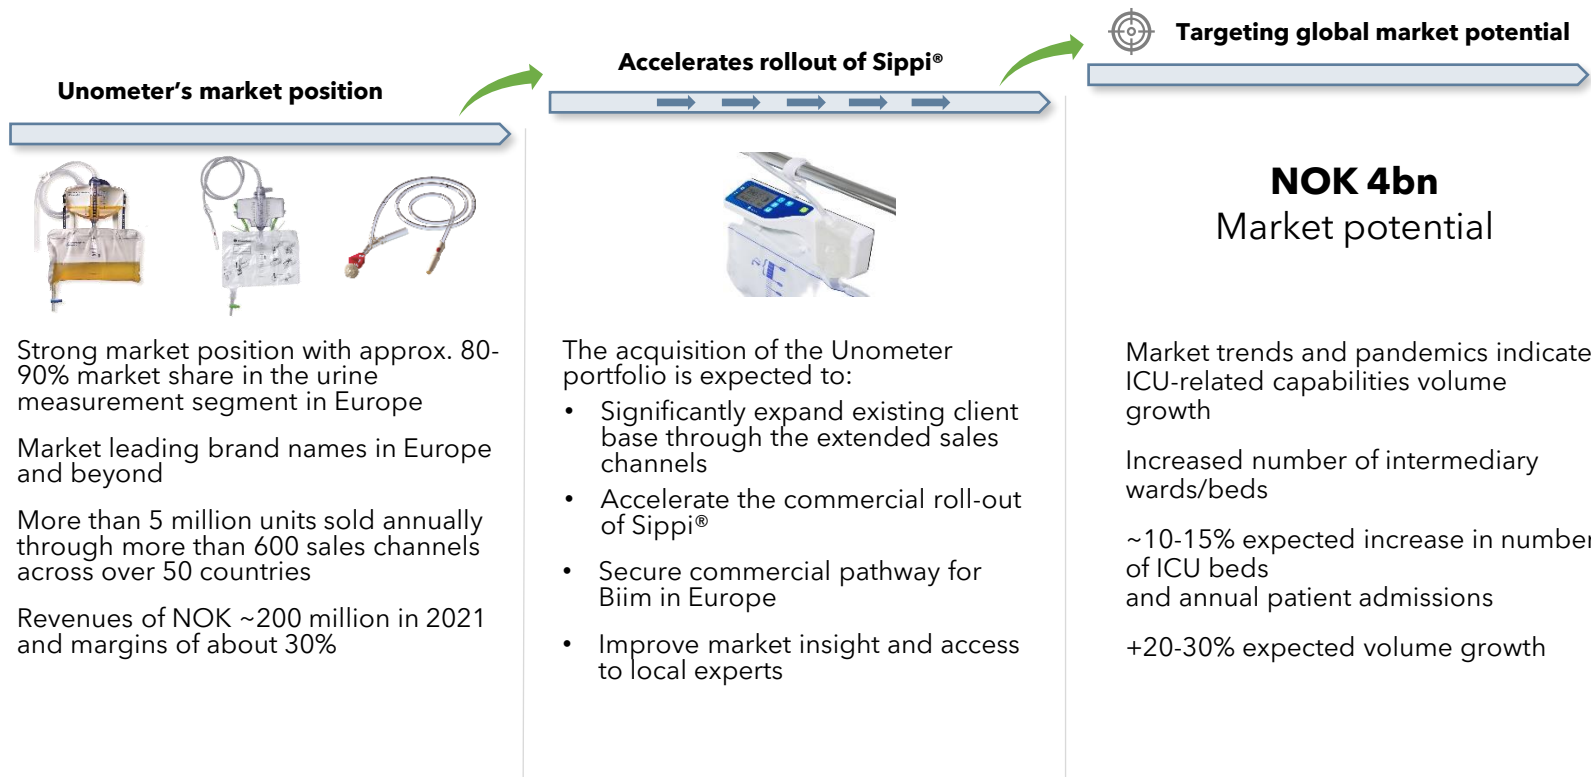 Unometer's market position
Strong market position with approx. 80-
90% market share in the urine
measurement segment in Europe
Market leading brand names in Europe
and beyond
More than 5 million units sold annually
through more than 600 sales channels
across over 50 countries
Revenues of NOK ~200 million in 2021
and margins of about 30%
Accelerates rollout of Sippi®
The acquisition of the Unometer
portfolio is expected to:
• Significantly expand existing client
base through the extended sales
channels
• Accelerate the commercial roll-out
of Sippi®
• Secure commercial pathway for
Biim in Europe
• Improve market insight and access
to local experts
Targeting global market potential
NOK 4bn
Market potential
Market trends and pandemics indicate
ICU-related capabilities volume
growth
Increased number of intermediary
wards/beds
~10-15% expected increase in number
of ICU beds
and annual patient admissions
+20-30% expected volume growth